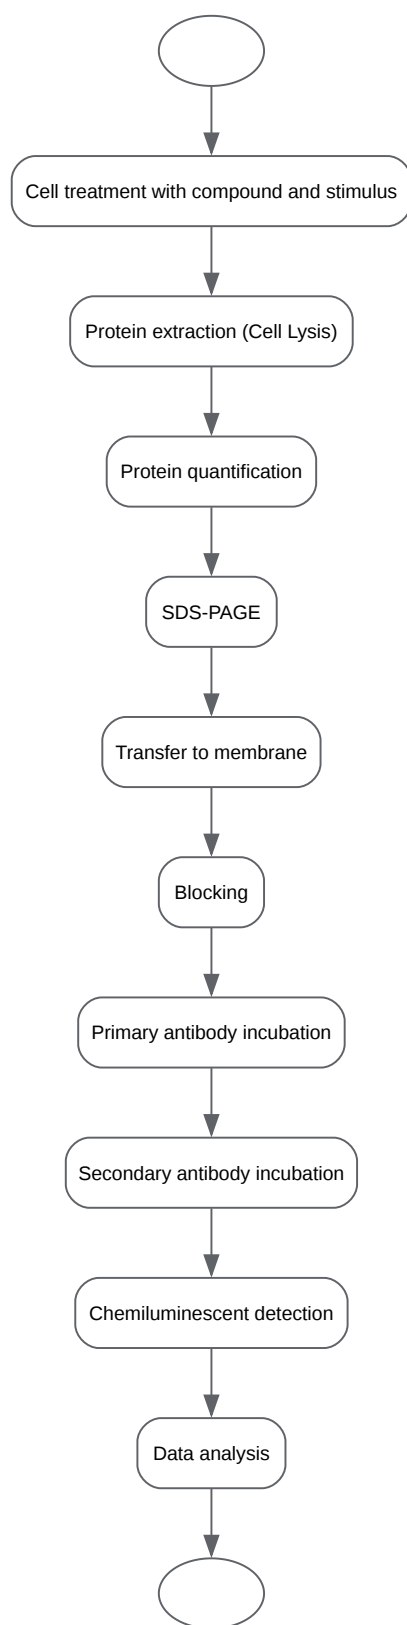 Cell treatment with compound and stimulus
Protein extraction (Cell Lysis)
Protein quantification
SDS-PAGE
Transfer to membrane
Blocking
Primary antibody incubation
Secondary antibody incubation
Chemiluminescent detection
Data analysis